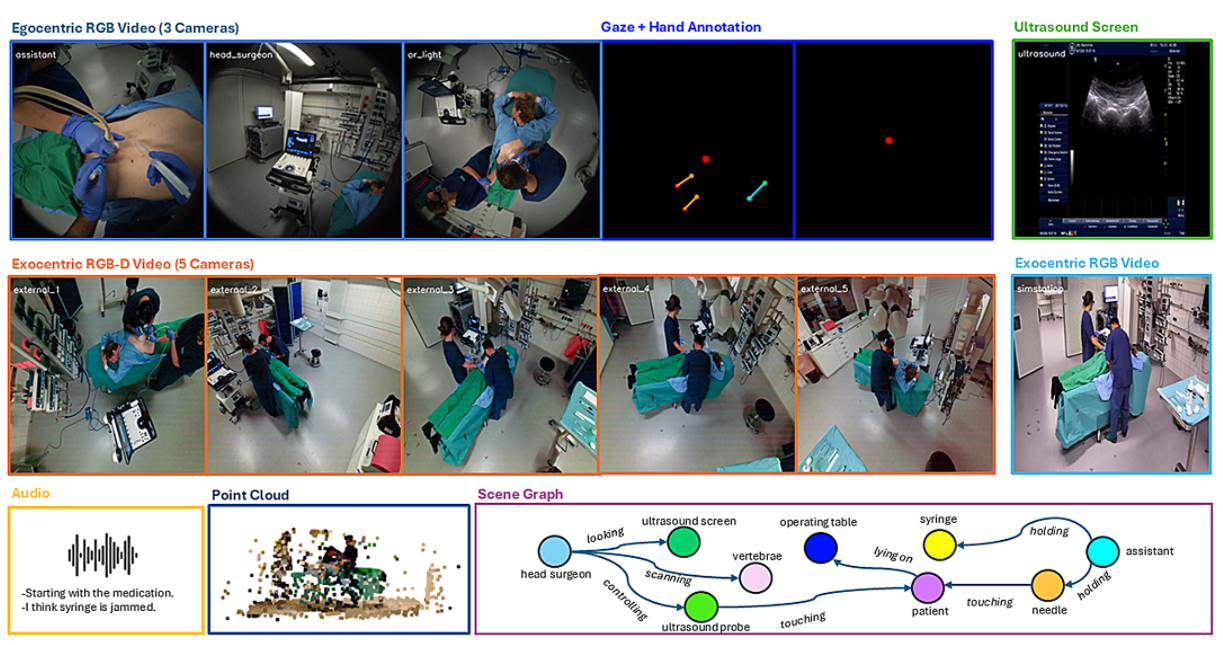 Egocentric RGB Video (3 Cameras)
Gaze + Hand Annotation
Ultrasound Screen
assistant
head_surgeon
or_light
ultrasound
Exocentric RGB-D Video (5 Cameras)
Exocentric RGB Video
external_1
external_2
external_3
external_4
external_5
simstation
Audio
Point Cloud
Scene Graph
-Starting with the medication.
-I think syringe is jammed.
looking
ultrasound screen
operating table
syringe
holding
head surgeon
scanning
vertebrae
lying on
assistant
controlling
ultrasound probe
touching
patient
touching
needle
holding